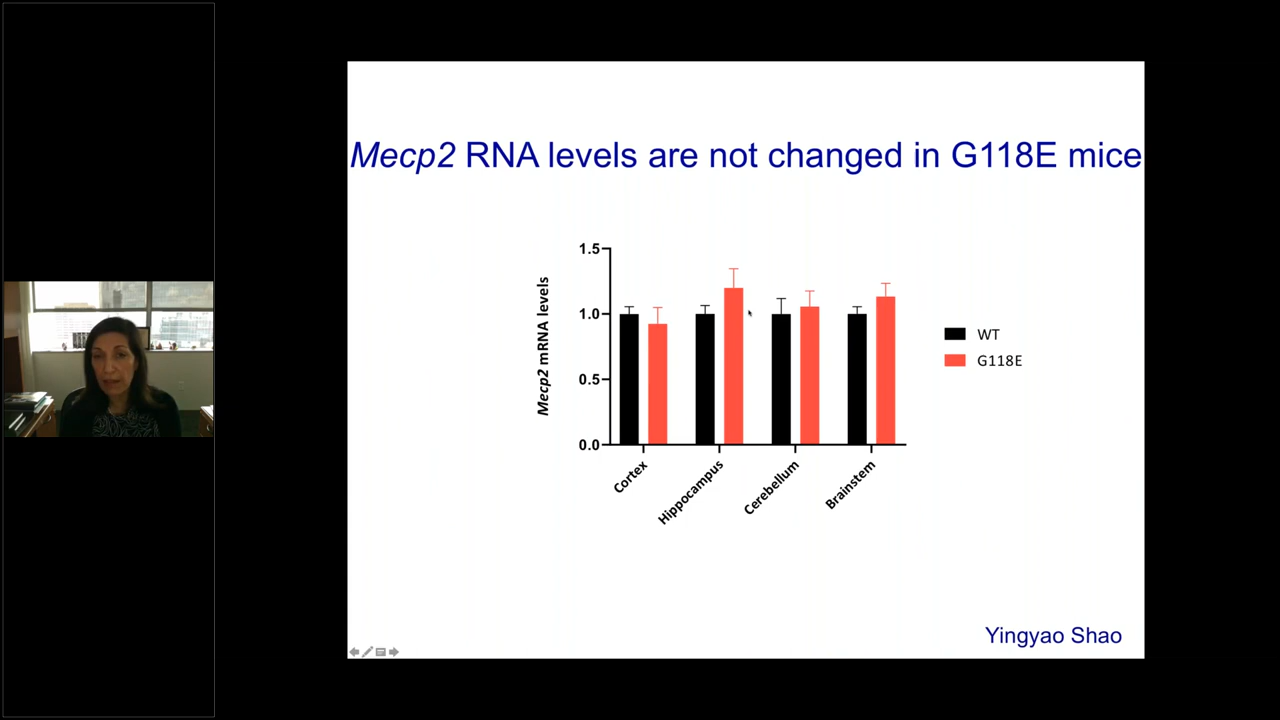 Mecp2 RNA levels are not changed in G118E mice
Mecp2 mRNA levels
1.5
1.0
0.5
0.0
Cortex
Hippocampus
Cerebellum
Brainstem
WT
G118E
Yingyao Shao